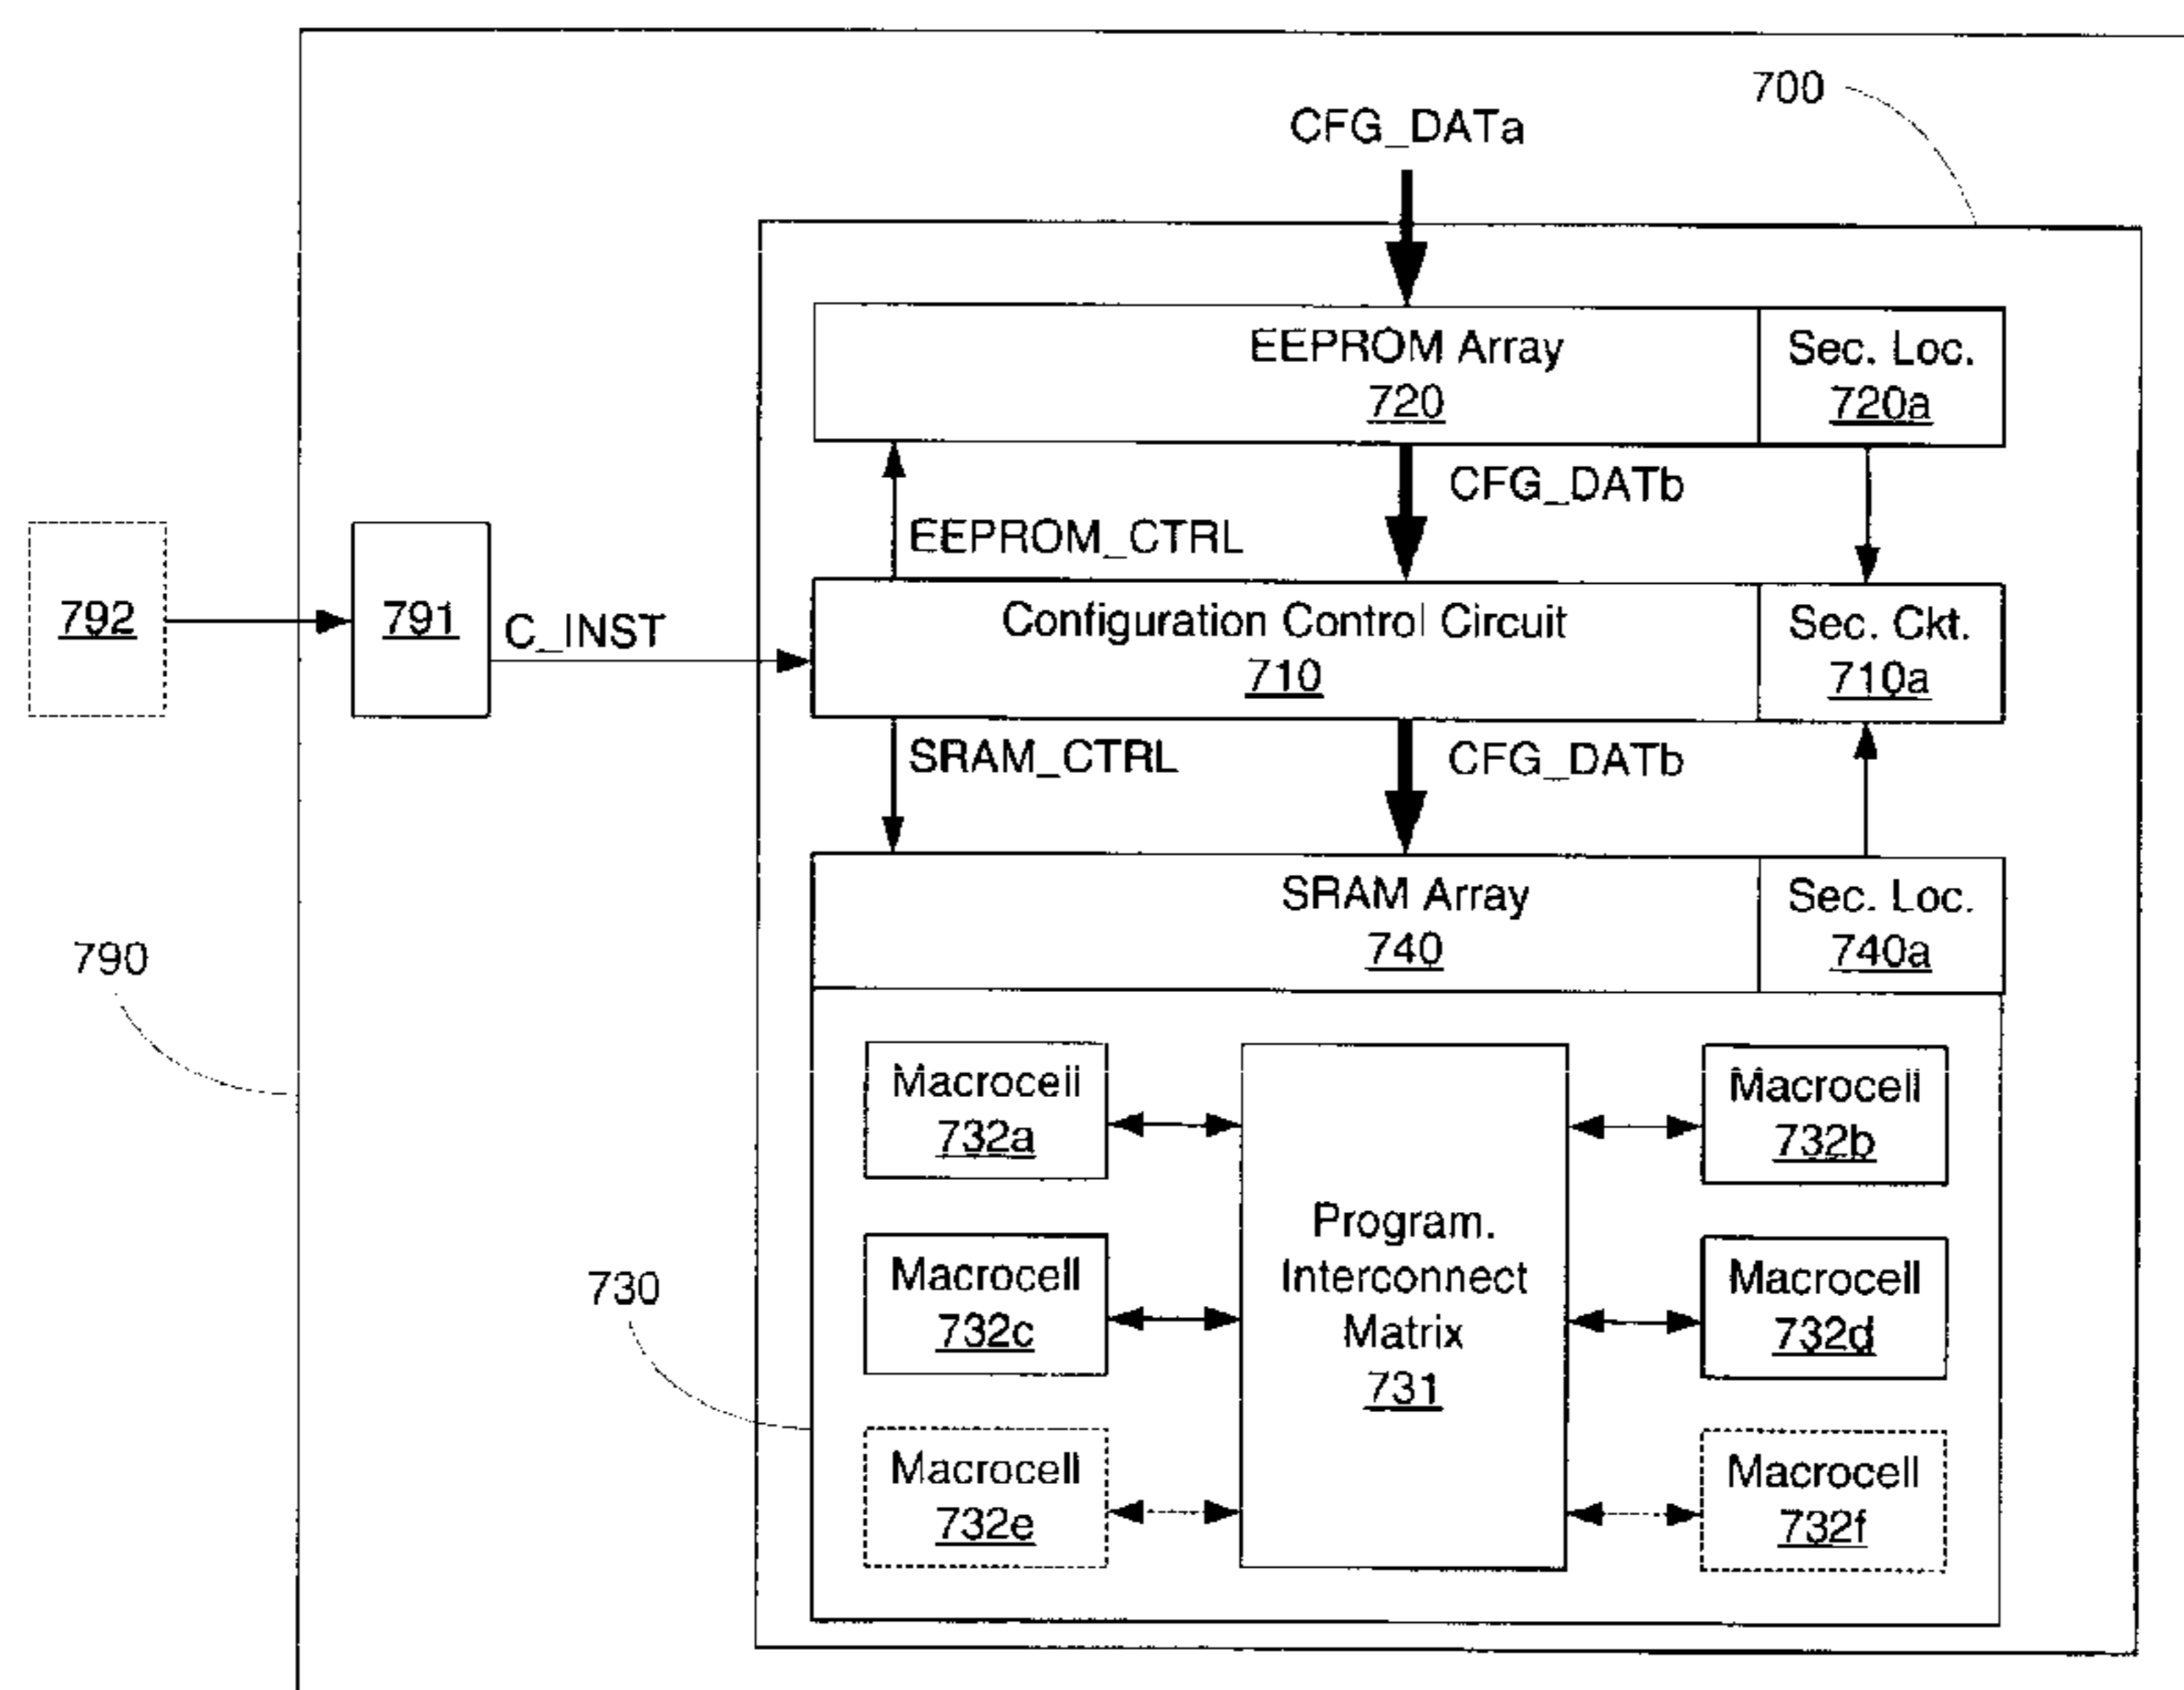 700
CFG_DATa
EEPROM Array
720
Sec. Loc.
720a
CFG_DATb
EEPROM_CTRL
792
791
C_INST
Configuration Control Circuit
710
Sec. Ckt.
710a
SRAM_CTRL
CFG_DATb
SRAM Array
740
Sec. Loc.
740a
790
Macrocell
732a
Macrocell
732b
Program.
Interconnect
Matrix
731
730
Macrocell
732c
Macrocell
732d
Macrocell
732e
Macrocell
732f